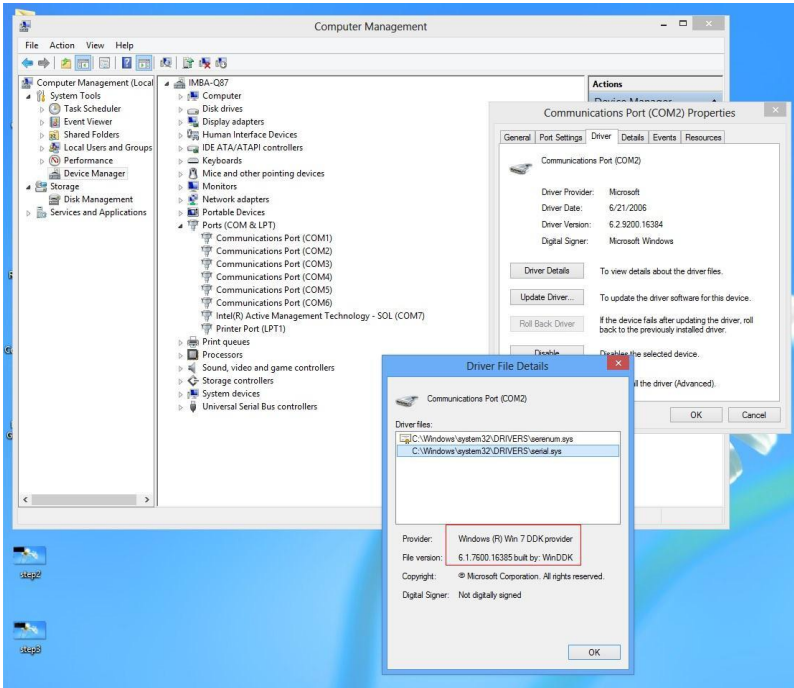 Computer Management
File Action View Help
Computer Management (Local
System Tools
Task Scheduler
Event Viewer
Shared Folders
Local Users and Groups
Performance
Device Manager
Storage
Disk Management
Services and Applications
IMBA-Q87
Computer
Disk drives
Display adapters
Human Interface Devices
IDE ATA/ATAPI controllers
Keyboards
Mice and other pointing devices
Monitors
Network adapters
Portable Devices
Ports (COM & LPT)
Communications Port (COM1)
Communications Port (COM2)
Communications Port (COM3)
Communications Port (COM4)
Communications Port (COM5)
Communications Port (COM6)
Intel(R) Active Management Technology - SOL (COM7)
Printer Port (LPT1)
Print queues
Processors
Sound, video and game controllers
Storage controllers
System devices
Universal Serial Bus controllers
Actions
Device Manager
Communications Port (COM2) Properties
General Port Settings Driver Details Events Resources
Communications Port (COM2)
Driver Provider: Microsoft
Driver Date: 6/21/2006
Driver Version: 6.2.9200.16384
Digital Signer: Microsoft Windows
Driver Details To view details about the driver files.
Update Driver... To update the driver software for this device.
Roll Back Driver If the device fails after updating the driver, roll
back to the previously installed driver.
Disable Disables the selected device.
all the driver (Advanced).
OK Cancel
Driver File Details
Communications Port (COM2)
Driver files:
C:\Windows\system32\DRIVERS\serenum.sys
C:\Windows\system32\DRIVERS\serial.sys
Provider: Windows (R) Win 7 DDK provider
File version: 6.1.7600.16385 built by: WinDDK
Copyright: © Microsoft Corporation. All rights reserved.
Digital Signer: Not digitally signed
OK
step2
step3